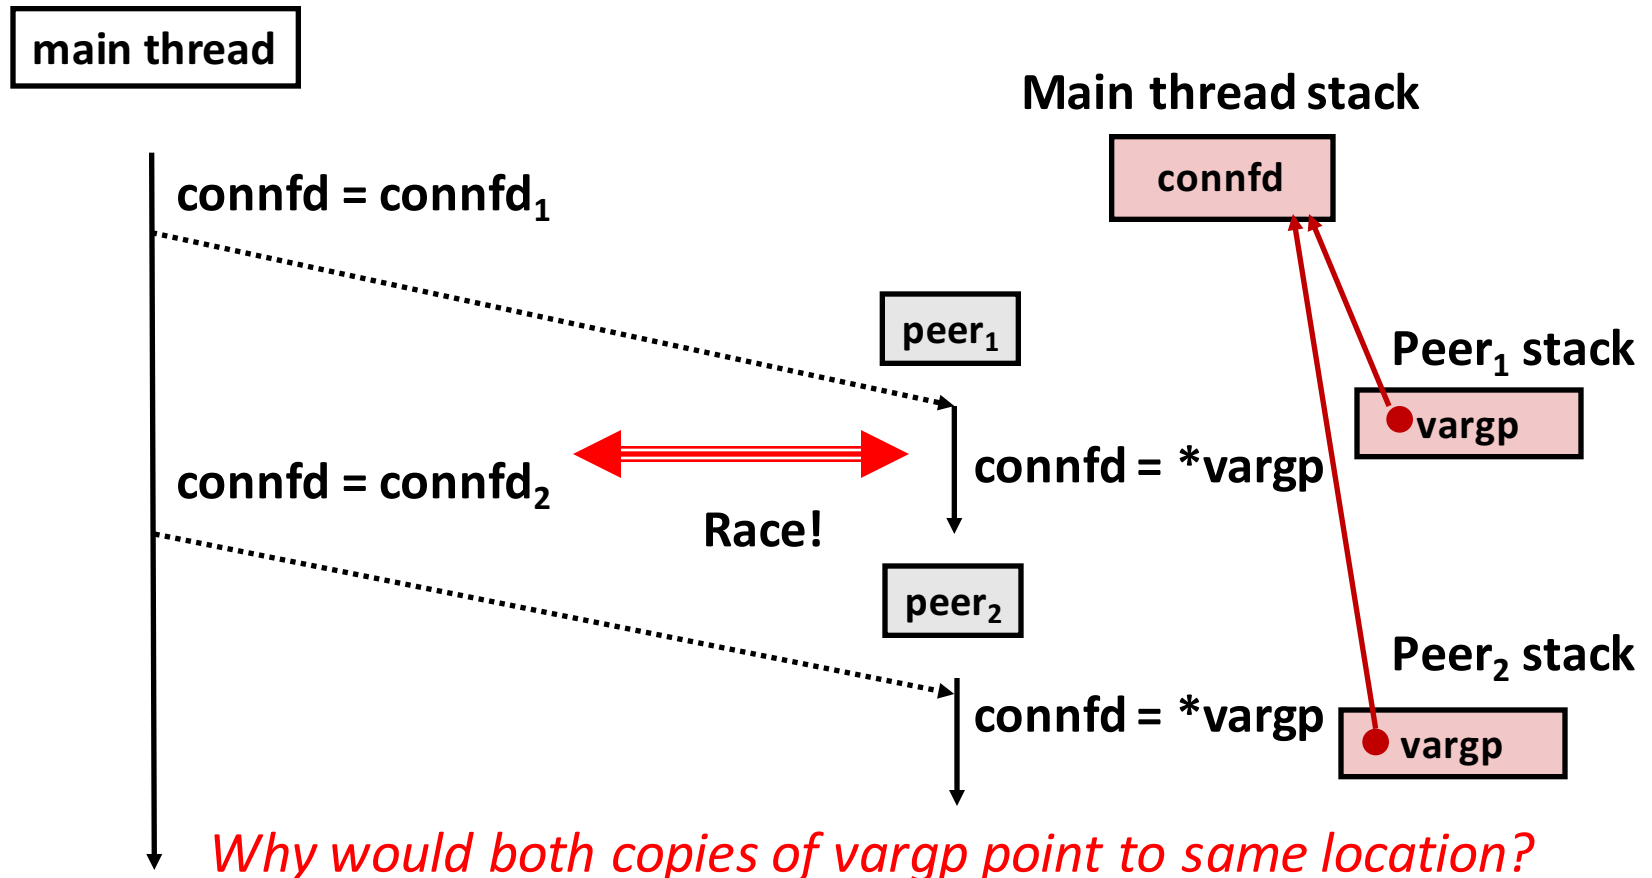 main thread
Main thread stack
connfd
connfd = connfd₁
peer₁
Peer₁ stack
vargp
connfd = *vargp
connfd = connfd₂
Race!
peer₂
Peer₂ stack
connfd = *vargp
vargp
Why would both copies of vargp point to same location?